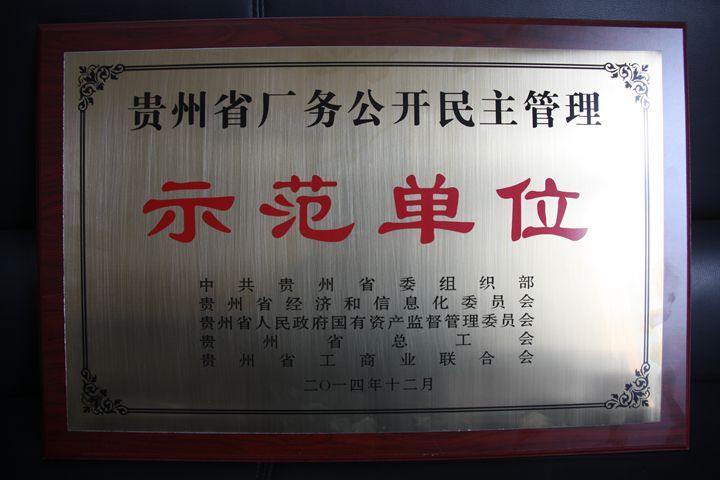 贵州省厂务公开民主管理
示范单位
中共贵州省委组织部
贵州省经济和信息化委员会
贵州省人民政府国有资产监督管理委员会
贵州省总工会
贵州省工商业联合会
二〇一四年十二月